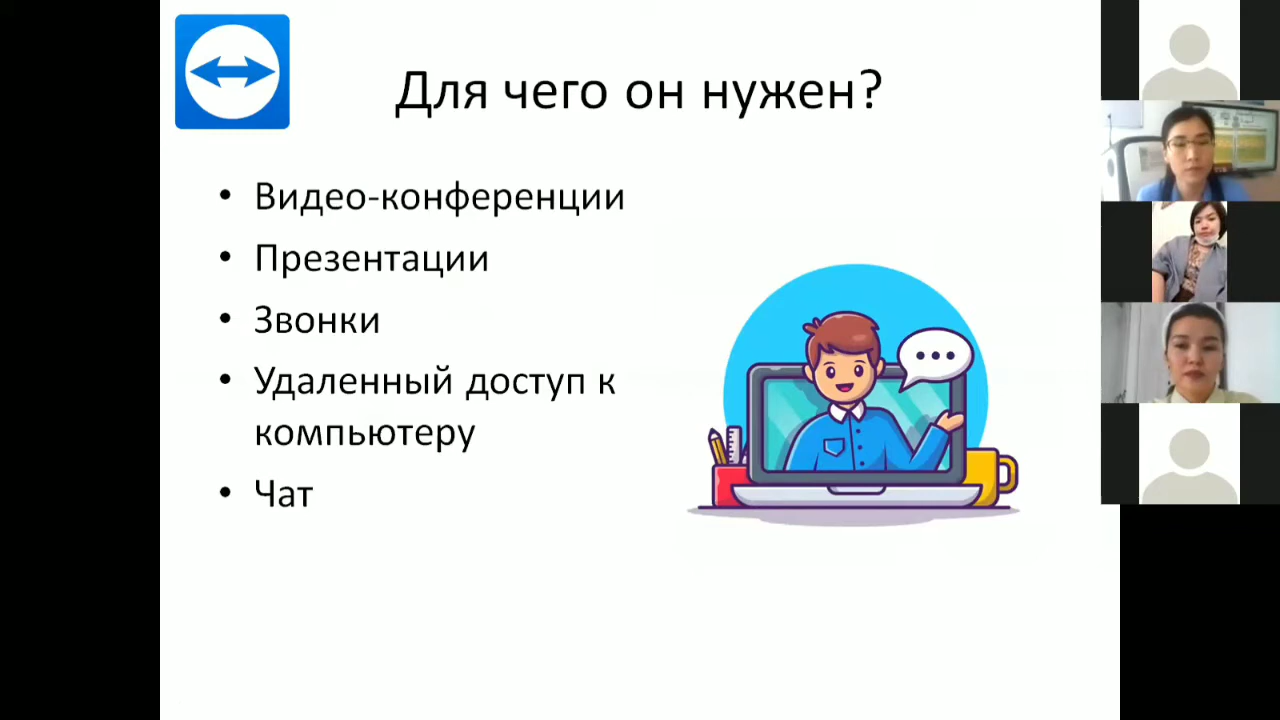 Для чего он нужен?
• Видео-конференции
• Презентации
• Звонки
• Удаленный доступ к
компьютеру
• Чат